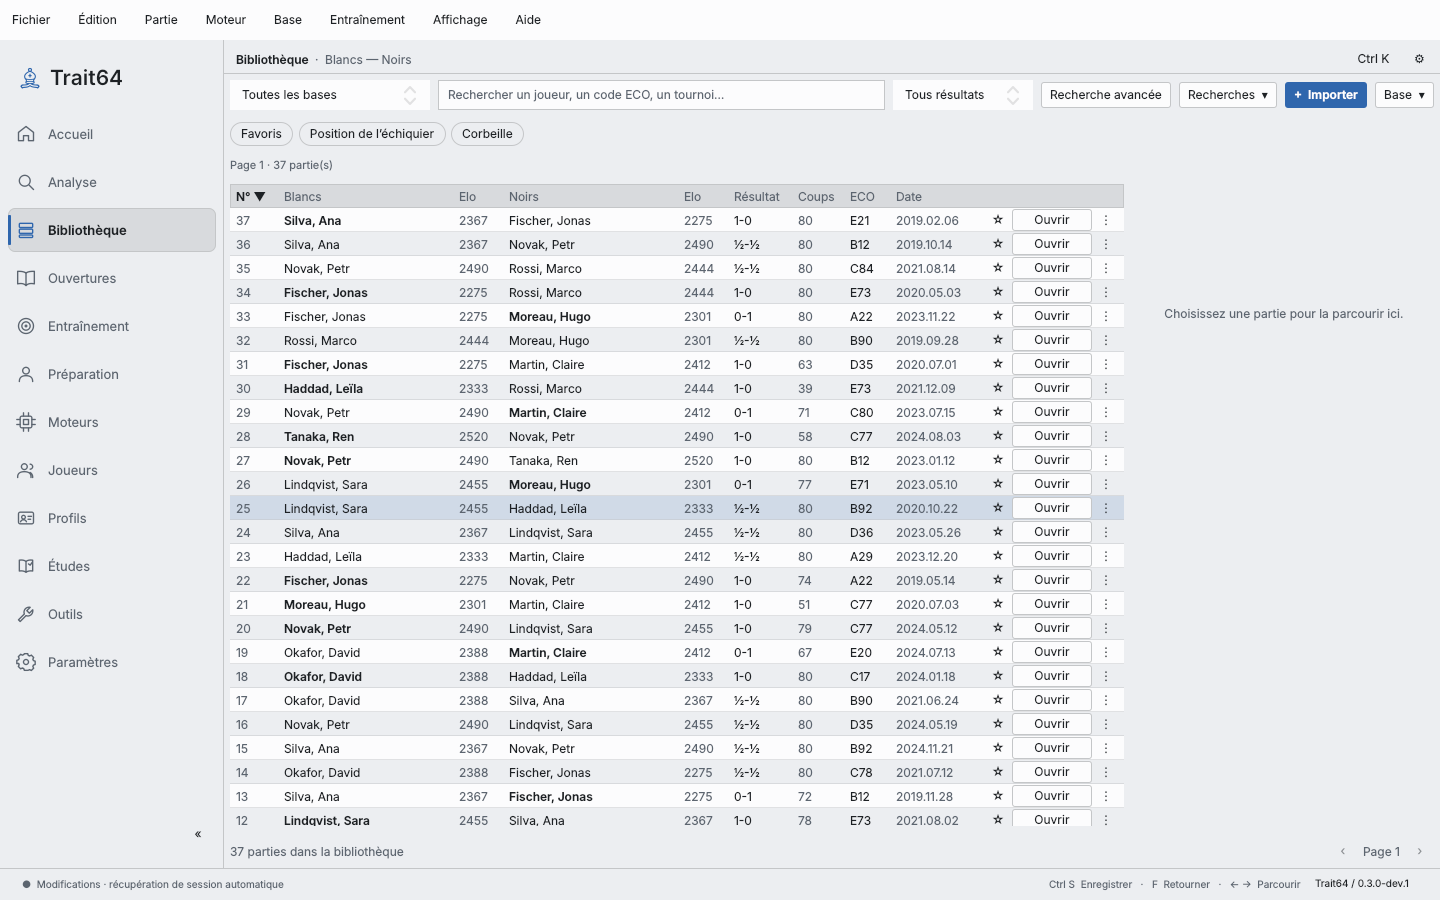 Fichier Édition Partie Moteur Base Entraînement Affichage Aide
Trait64
Accueil
Analyse
Bibliothèque
Ouvertures
Entraînement
Préparation
Moteurs
Joueurs
Profils
Études
Outils
Paramètres
«
Bibliothèque · Blancs — Noirs Ctrl K
Toutes les bases Rechercher un joueur, un code ECO, un tournoi... Tous résultats Recherche avancée Recherches ▾ + Importer Base ▾
Favoris Position de l'échiquier Corbeille
Page 1 · 37 partie(s)
N° ▼ Blancs Elo Noirs Elo Résultat Coups ECO Date
37 Silva, Ana 2367 Fischer, Jonas 2275 1-0 80 E21 2019.02.06 ☆ Ouvrir ⋮
36 Silva, Ana 2367 Novak, Petr 2490 ½-½ 80 B12 2019.10.14 ☆ Ouvrir ⋮
35 Novak, Petr 2490 Rossi, Marco 2444 ½-½ 80 C84 2021.08.14 ☆ Ouvrir ⋮
34 Fischer, Jonas 2275 Rossi, Marco 2444 1-0 80 E73 2020.05.03 ☆ Ouvrir ⋮
33 Fischer, Jonas 2275 Moreau, Hugo 2301 0-1 80 A22 2023.11.22 ☆ Ouvrir ⋮
32 Rossi, Marco 2444 Moreau, Hugo 2301 ½-½ 80 B90 2019.09.28 ☆ Ouvrir ⋮
31 Fischer, Jonas 2275 Martin, Claire 2412 1-0 63 D35 2020.07.01 ☆ Ouvrir ⋮
30 Haddad, Leïla 2333 Rossi, Marco 2444 1-0 39 E73 2021.12.09 ☆ Ouvrir ⋮
29 Novak, Petr 2490 Martin, Claire 2412 0-1 71 C80 2023.07.15 ☆ Ouvrir ⋮
28 Tanaka, Ren 2520 Novak, Petr 2490 1-0 58 C77 2024.08.03 ☆ Ouvrir ⋮
27 Novak, Petr 2490 Tanaka, Ren 2520 1-0 80 B12 2023.01.12 ☆ Ouvrir ⋮
26 Lindqvist, Sara 2455 Moreau, Hugo 2301 0-1 77 E71 2023.05.10 ☆ Ouvrir ⋮
25 Lindqvist, Sara 2455 Haddad, Leïla 2333 ½-½ 80 B92 2020.10.22 ☆ Ouvrir ⋮
24 Silva, Ana 2367 Lindqvist, Sara 2455 ½-½ 80 D36 2023.05.26 ☆ Ouvrir ⋮
23 Haddad, Leïla 2333 Martin, Claire 2412 ½-½ 80 A29 2023.12.20 ☆ Ouvrir ⋮
22 Fischer, Jonas 2275 Novak, Petr 2490 1-0 74 A22 2019.05.14 ☆ Ouvrir ⋮
21 Moreau, Hugo 2301 Martin, Claire 2412 1-0 51 C77 2020.07.03 ☆ Ouvrir ⋮
20 Novak, Petr 2490 Lindqvist, Sara 2455 1-0 79 C77 2024.05.12 ☆ Ouvrir ⋮
19 Okafor, David 2388 Martin, Claire 2412 0-1 67 E20 2024.07.13 ☆ Ouvrir ⋮
18 Okafor, David 2388 Haddad, Leïla 2333 1-0 80 C17 2024.01.18 ☆ Ouvrir ⋮
17 Okafor, David 2388 Silva, Ana 2367 ½-½ 80 B90 2021.06.24 ☆ Ouvrir ⋮
16 Novak, Petr 2490 Lindqvist, Sara 2455 ½-½ 80 D35 2024.05.19 ☆ Ouvrir ⋮
15 Silva, Ana 2367 Novak, Petr 2490 ½-½ 80 B92 2024.11.21 ☆ Ouvrir ⋮
14 Okafor, David 2388 Fischer, Jonas 2275 ½-½ 80 C78 2021.07.12 ☆ Ouvrir ⋮
13 Silva, Ana 2367 Fischer, Jonas 2275 0-1 72 B12 2019.11.28 ☆ Ouvrir ⋮
12 Lindqvist, Sara 2455 Silva, Ana 2367 1-0 78 E73 2021.08.02 ☆ Ouvrir ⋮
Choisissez une partie pour la parcourir ici.
37 parties dans la bibliothèque ‹ Page 1 ›
● Modifications · récupération de session automatique Ctrl S Enregistrer · F Retourner · ← → Parcourir Trait64 / 0.3.0-dev.1